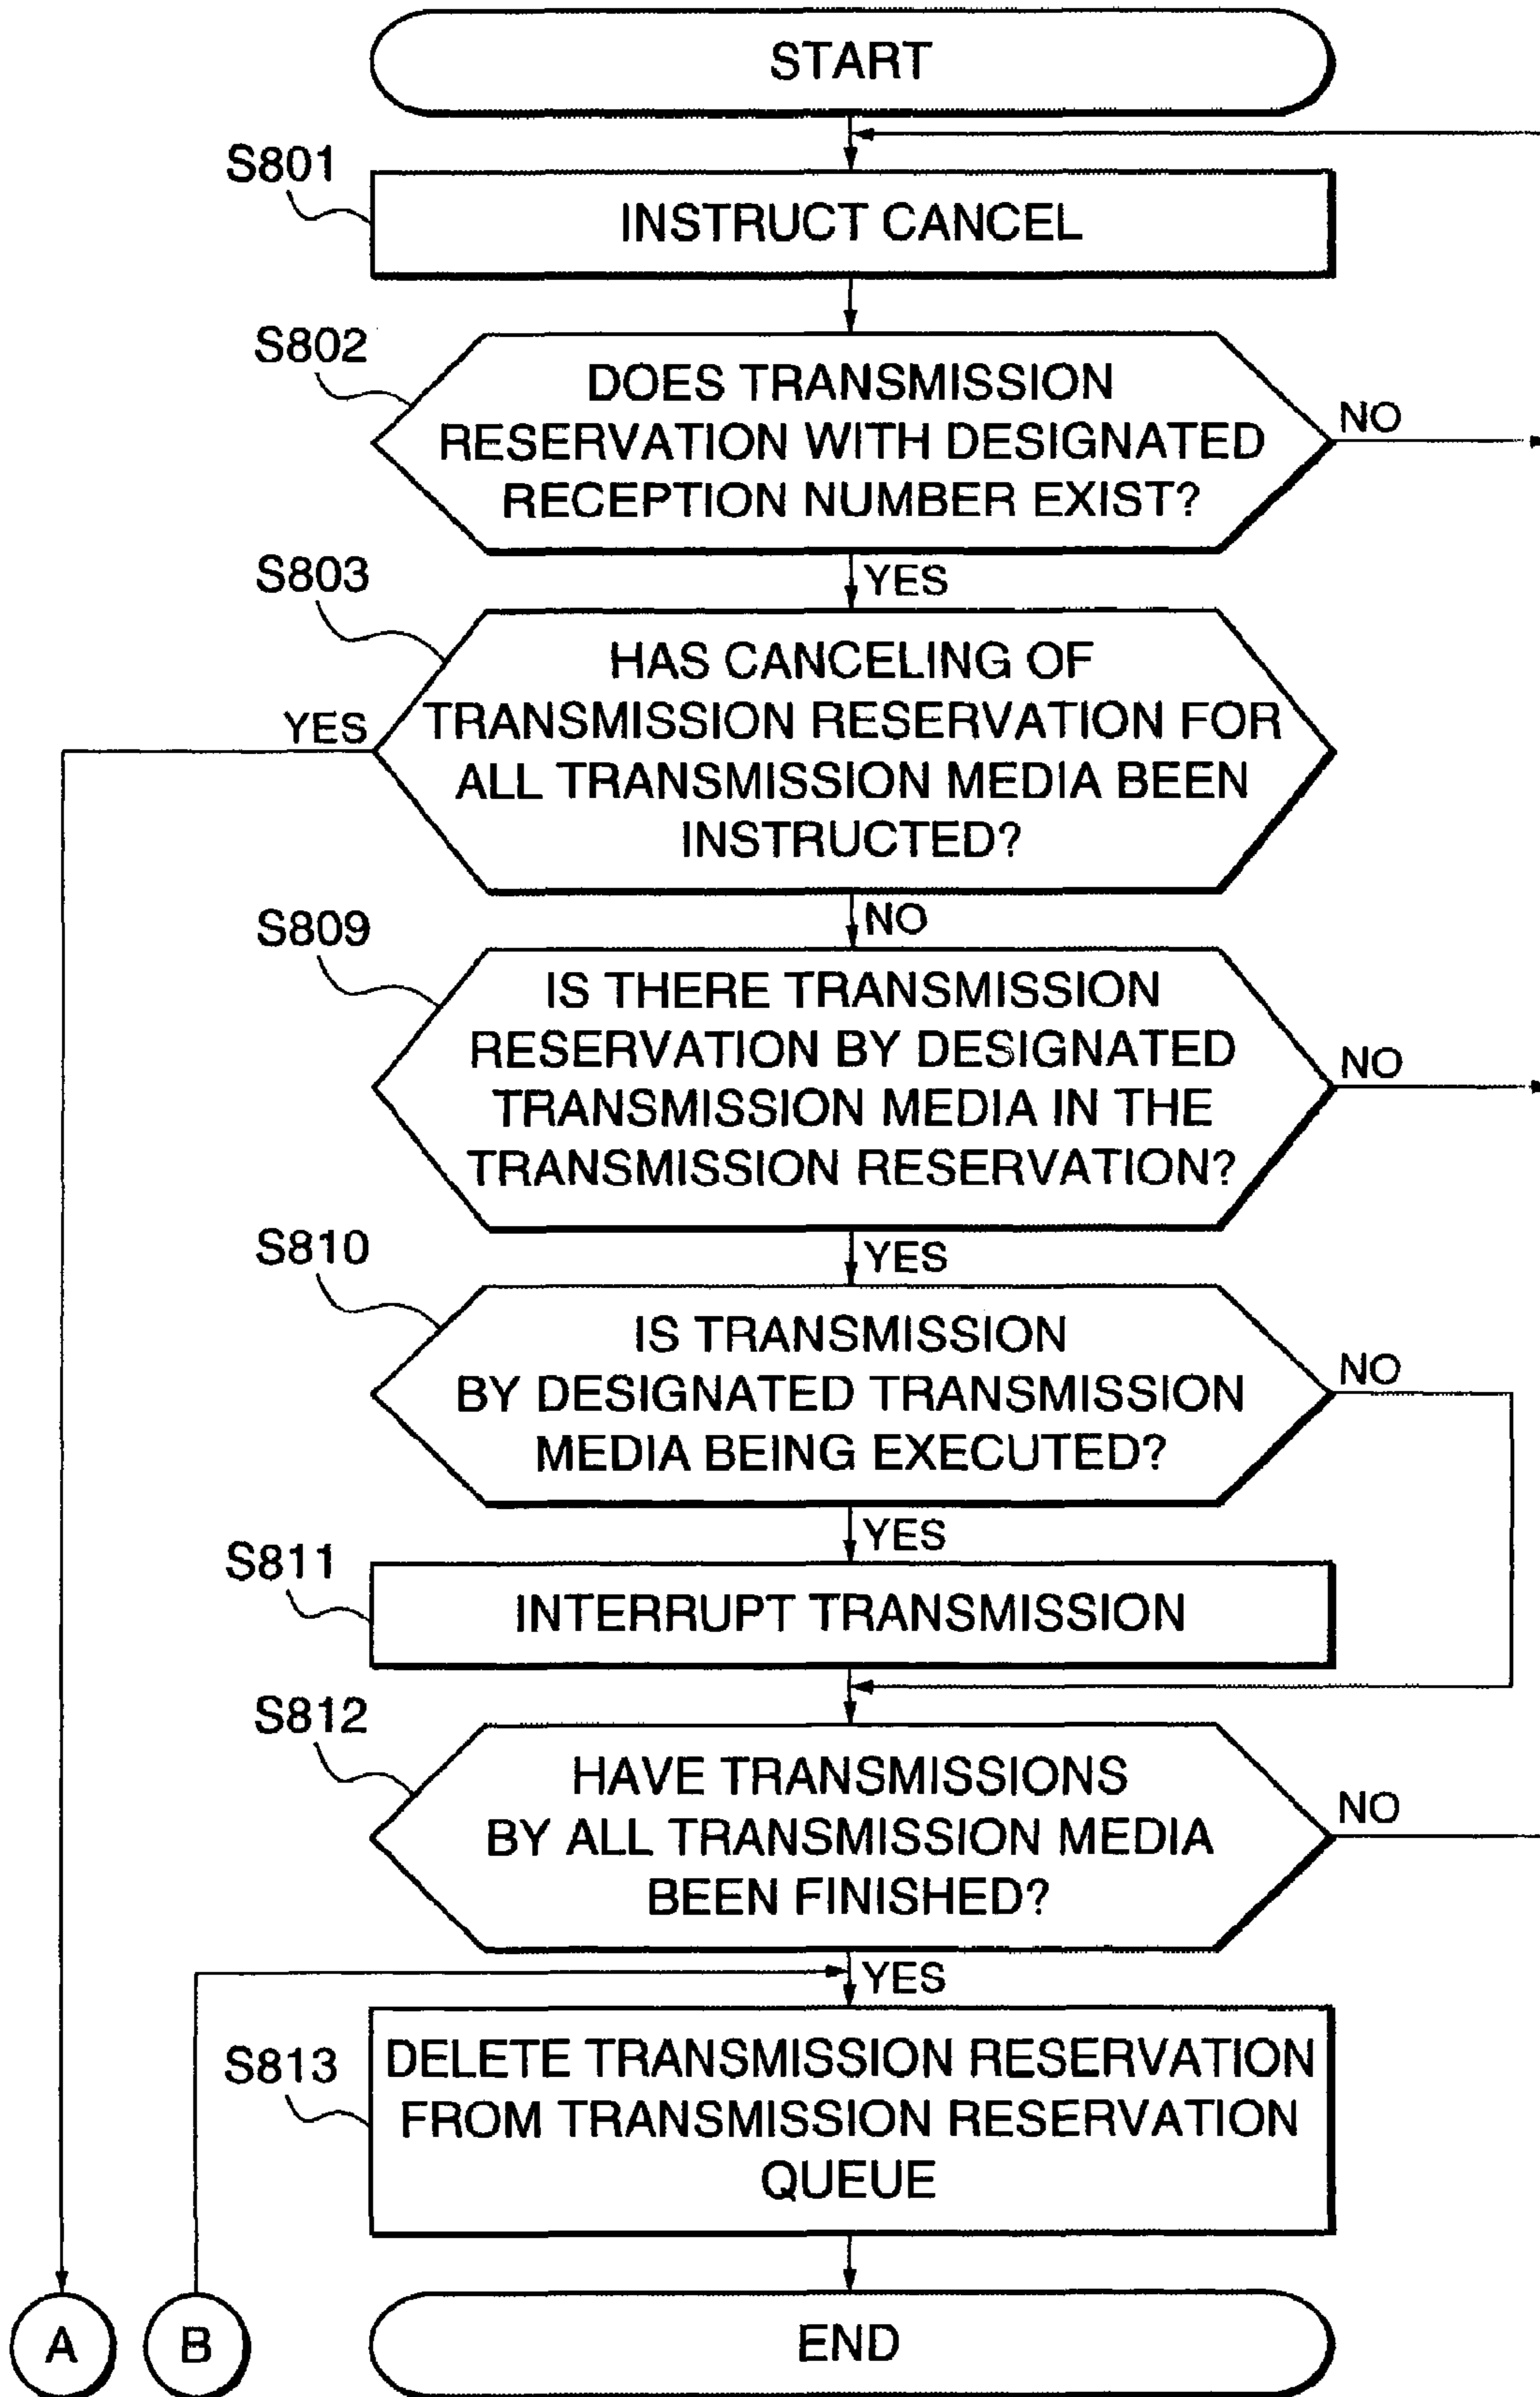 START
S801
INSTRUCT CANCEL
S802
DOES TRANSMISSION
RESERVATION WITH DESIGNATED
RECEPTION NUMBER EXIST?
NO
YES
S803
HAS CANCELING OF
TRANSMISSION RESERVATION FOR
ALL TRANSMISSION MEDIA BEEN
INSTRUCTED?
YES
NO
S809
IS THERE TRANSMISSION
RESERVATION BY DESIGNATED
TRANSMISSION MEDIA IN THE
TRANSMISSION RESERVATION?
NO
YES
S810
IS TRANSMISSION
BY DESIGNATED TRANSMISSION
MEDIA BEING EXECUTED?
NO
YES
S811
INTERRUPT TRANSMISSION
S812
HAVE TRANSMISSIONS
BY ALL TRANSMISSION MEDIA
BEEN FINISHED?
NO
YES
S813
DELETE TRANSMISSION RESERVATION
FROM TRANSMISSION RESERVATION
QUEUE
A
B
END